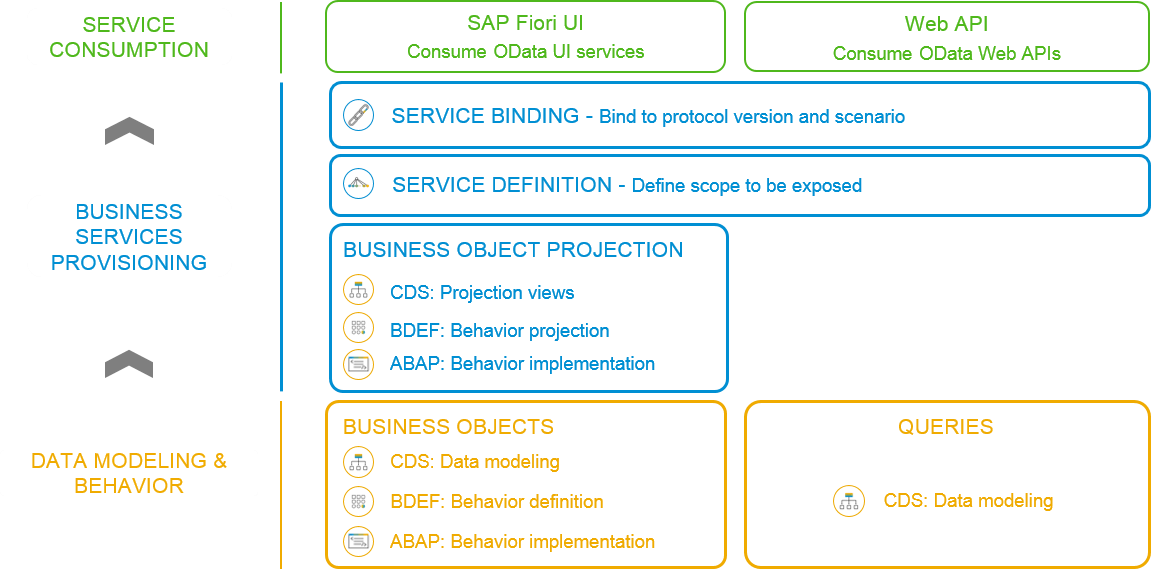 SERVICE
CONSUMPTION
SAP Fiori UI
Consume OData UI services
Web API
Consume OData Web APIs
BUSINESS
SERVICES
PROVISIONING
SERVICE BINDING - Bind to protocol version and scenario
SERVICE DEFINITION - Define scope to be exposed
BUSINESS OBJECT PROJECTION
CDS: Projection views
BDEF: Behavior projection
ABAP: Behavior implementation
DATA MODELING &
BEHAVIOR
BUSINESS OBJECTS
CDS: Data modeling
BDEF: Behavior definition
ABAP: Behavior implementation
QUERIES
CDS: Data modeling